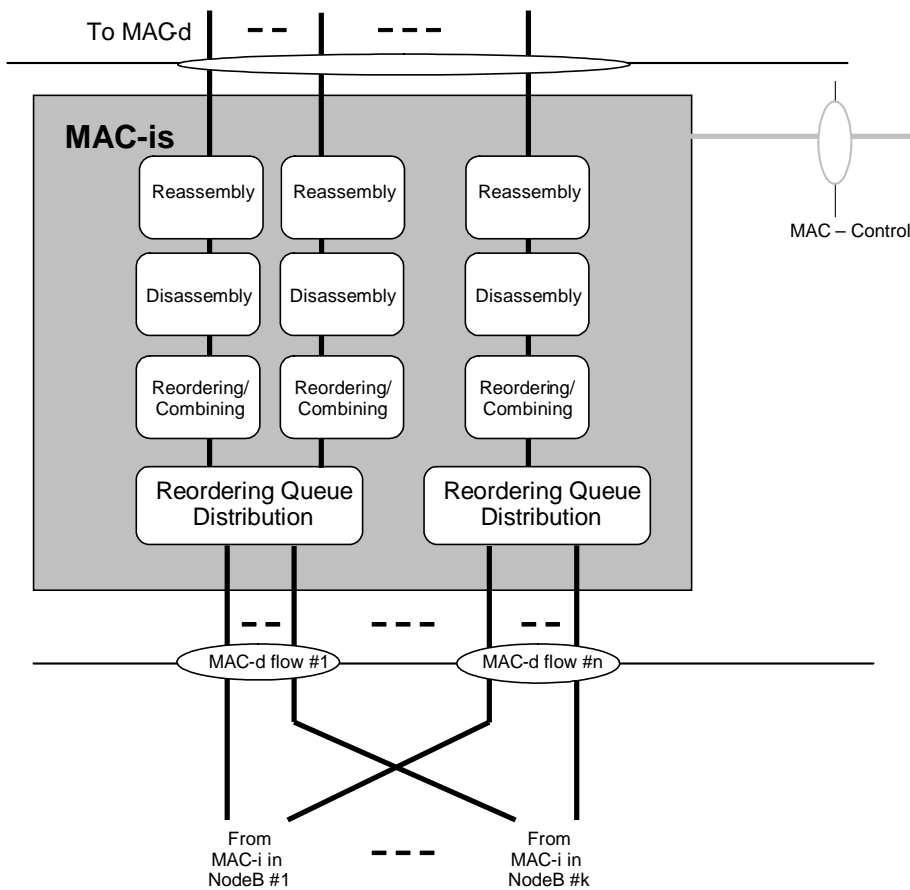 To MAC-d
MAC-is
Reassembly
Reassembly
Reassembly
MAC – Control
Disassembly
Disassembly
Disassembly
Reordering/
Combining
Reordering/
Combining
Reordering/
Combining
Reordering Queue
Distribution
Reordering Queue
Distribution
MAC-d flow #1
MAC-d flow #n
From
MAC-i in
NodeB #1
From
MAC-i in
NodeB #k